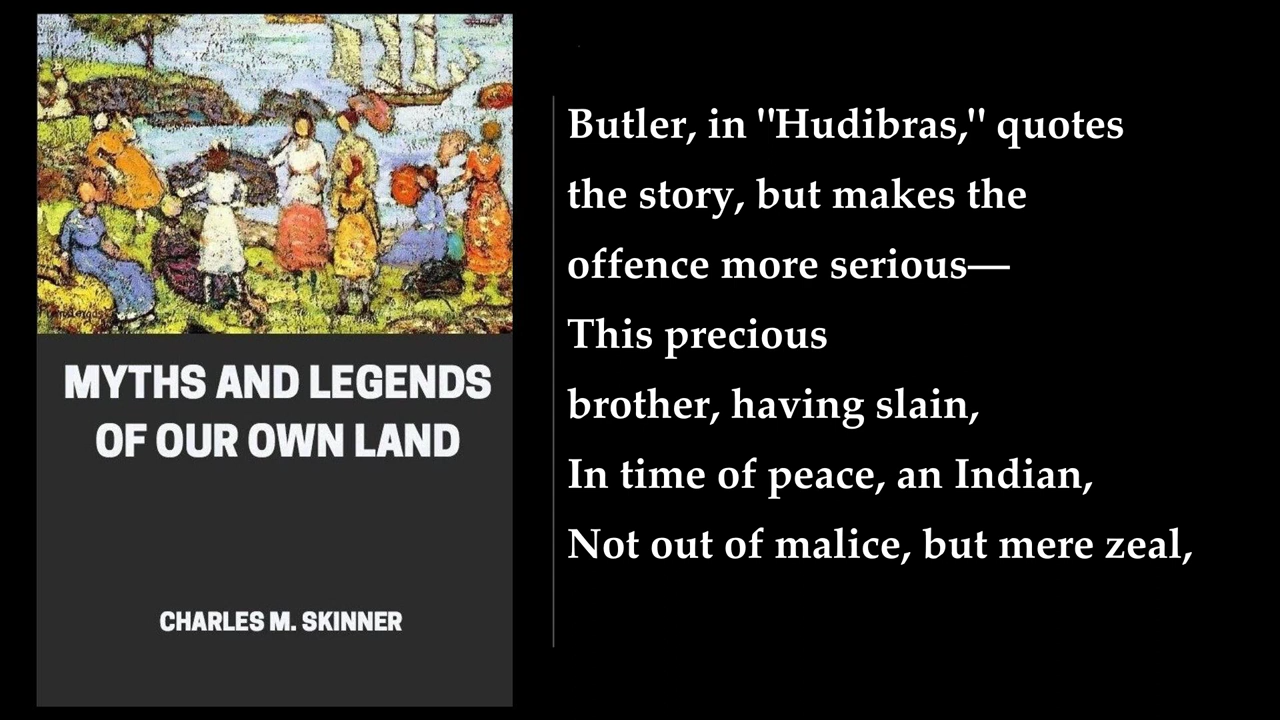 MYTHS AND LEGENDS
OF OUR OWN LAND
CHARLES M. SKINNER
Butler, in "Hudibras," quotes
the story, but makes the
offence more serious—
This precious
brother, having slain,
In time of peace, an Indian,
Not out of malice, but mere zeal,